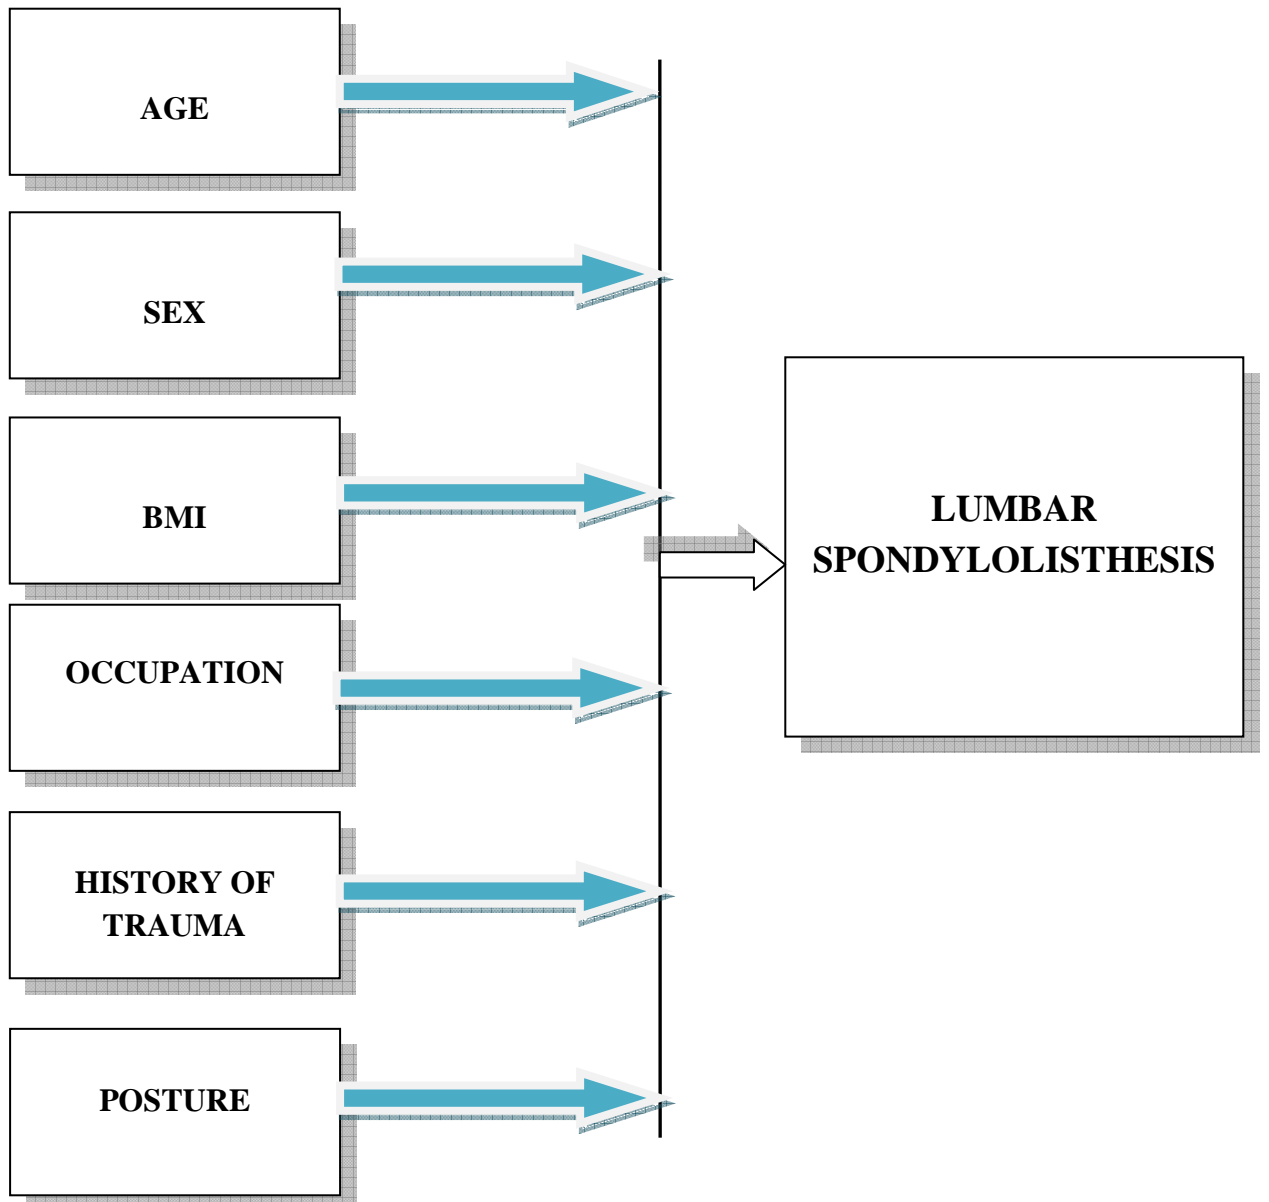 AGE
SEX
BMI
OCCUPATION
HISTORY OF
TRAUMA
POSTURE
LUMBAR
SPONDYLOLISTHESIS